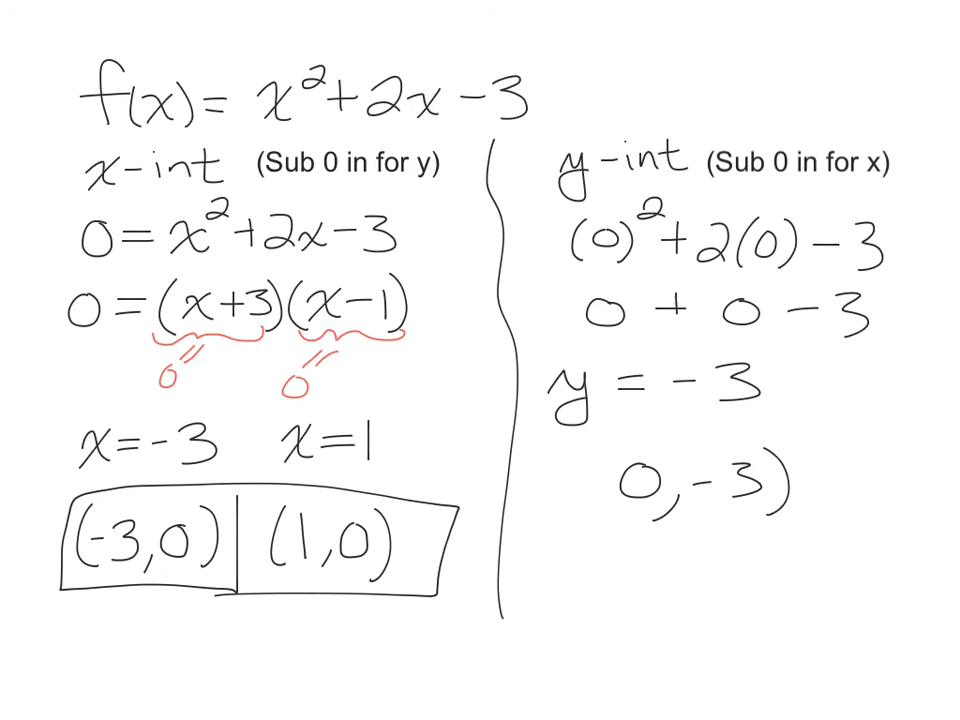 f(x) = x² + 2x - 3
x-int (Sub 0 in for y)
0 = x² + 2x - 3
0 = (x+3)(x-1)
0 = 0 =
x = -3 x = 1
(-3,0) (1,0)
y-int (Sub 0 in for x)
(0)² + 2(0) - 3
0 + 0 - 3
y = -3
0, -3)